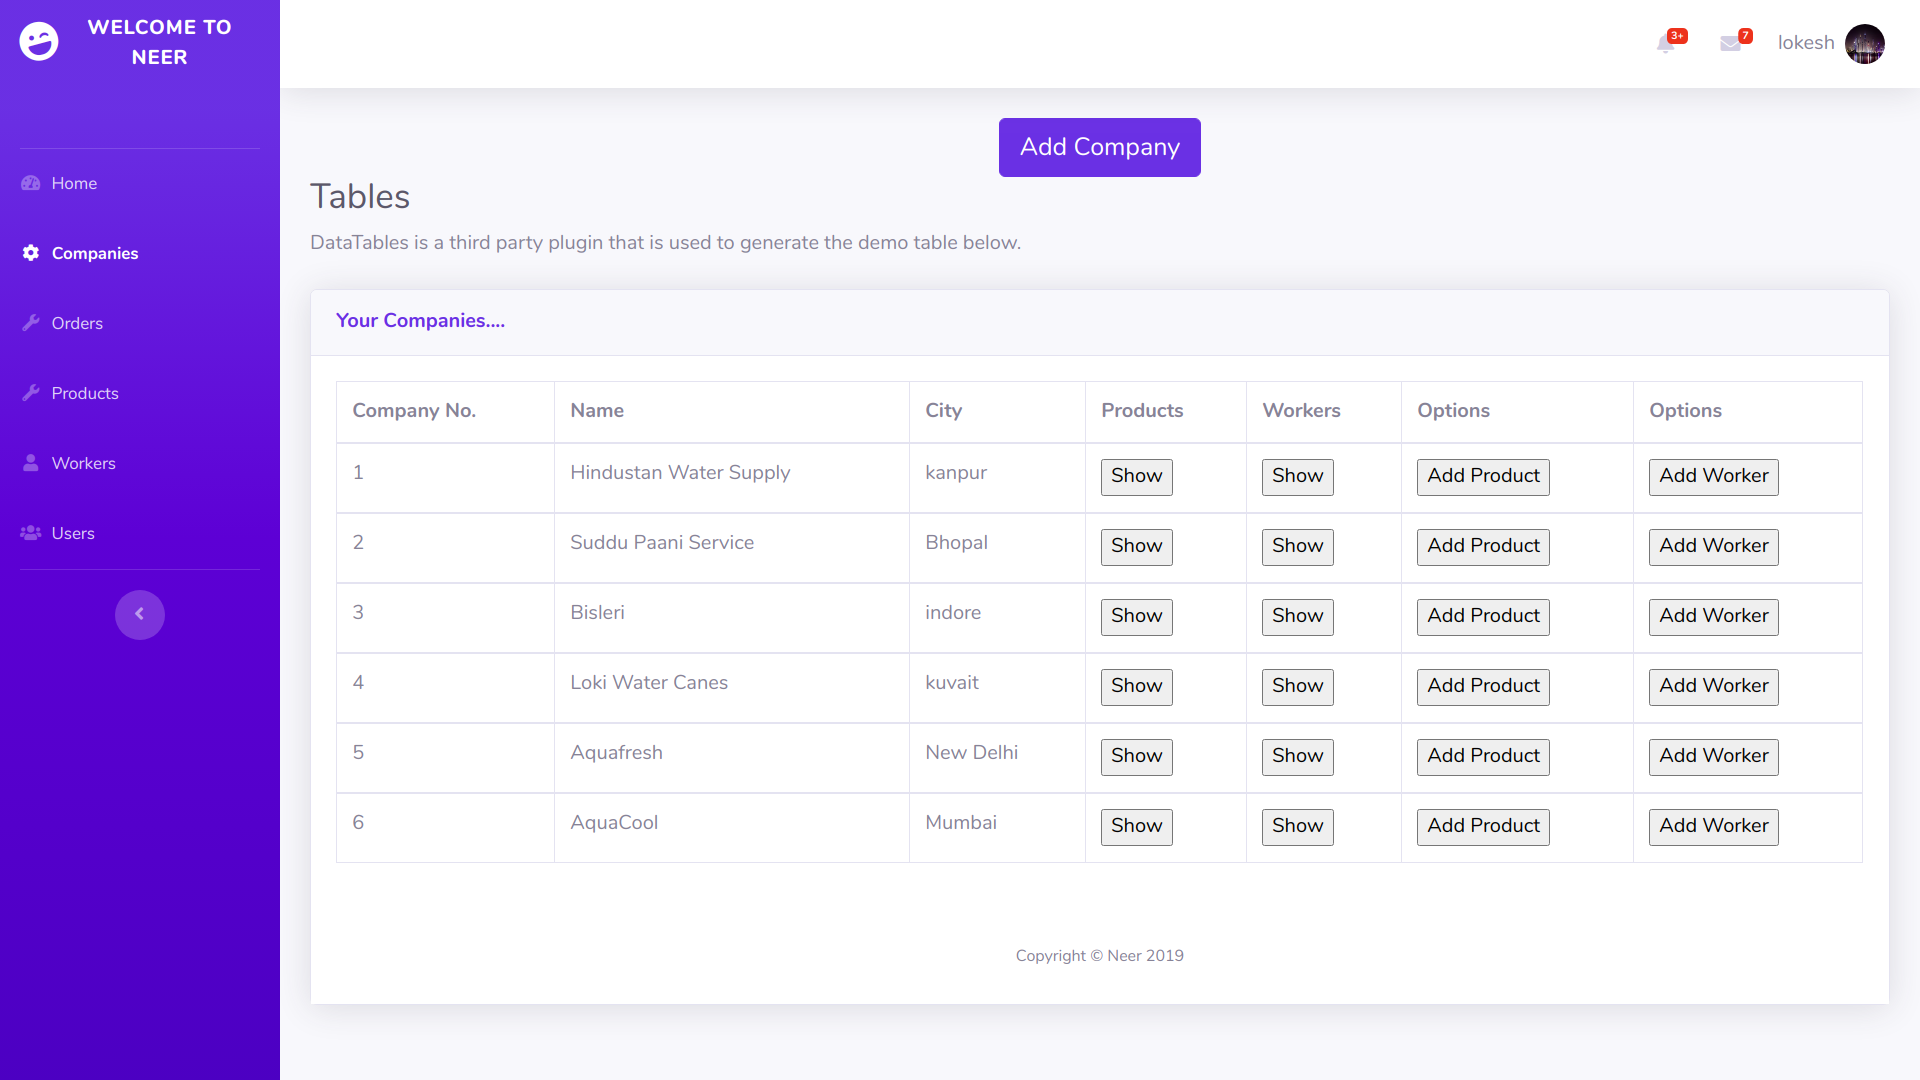 WELCOME TO
NEER
3+
7
lokesh
Home
Companies
Orders
Products
Workers
Users
Add Company
Tables
DataTables is a third party plugin that is used to generate the demo table below.
Your Companies....
Company No. Name City Products Workers Options Options
1 Hindustan Water Supply kanpur Show Show Add Product Add Worker
2 Suddu Paani Service Bhopal Show Show Add Product Add Worker
3 Bisleri indore Show Show Add Product Add Worker
4 Loki Water Canes kuvait Show Show Add Product Add Worker
5 Aquafresh New Delhi Show Show Add Product Add Worker
6 AquaCool Mumbai Show Show Add Product Add Worker
Copyright © Neer 2019